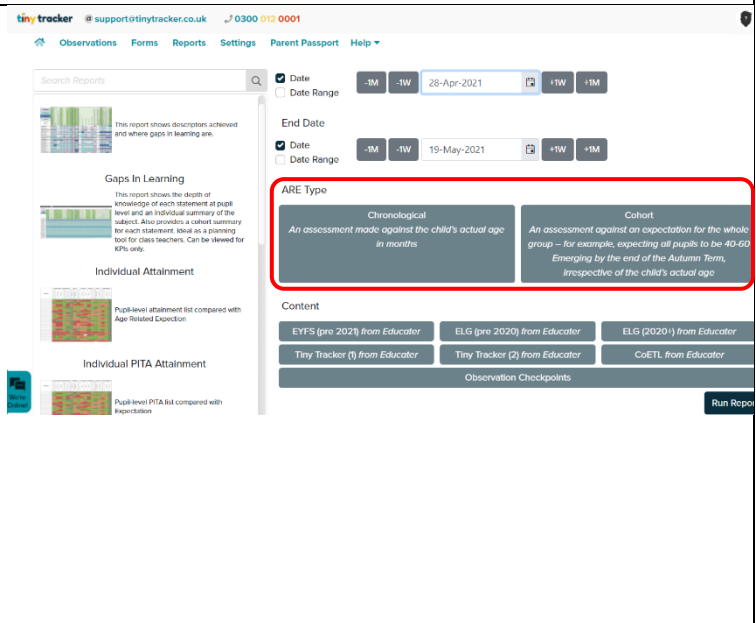 tiny tracker @ support@tinytracker.co.uk 0300 012 0001
Observations Forms Reports Settings Parent Passport Help
Search Reports
This report shows descriptors achieved
and where gaps in learning are.
Gaps In Learning
This report shows the depth of
knowledge of each statement at pupil
level and an individual summary of the
subject. Also provides a cohort summary
for each statement. Ideal as a planning
tool for class teachers. Can be viewed for
KPIs only.
Individual Attainment
Pupil-level attainment list compared with
Age Related Expection
Individual PITA Attainment
Pupil-level PITA list compared with
Expectation
We're
Online!
Date
Date Range
-1M -1W 28-Apr-2021 +1W +1M
End Date
Date
Date Range
-1M -1W 19-May-2021 +1W +1M
ARE Type
Chronological
An assessment made against the child's actual age
in months
Cohort
An assessment against an expectation for the whole
group – for example, expecting all pupils to be 40-60
Emerging by the end of the Autumn Term,
irrespective of the child's actual age
Content
EYFS (pre 2021) from Educater ELG (pre 2020) from Educater ELG (2020+) from Educater
Tiny Tracker (1) from Educater Tiny Tracker (2) from Educater CoETL from Educater
Observation Checkpoints
Run Repor